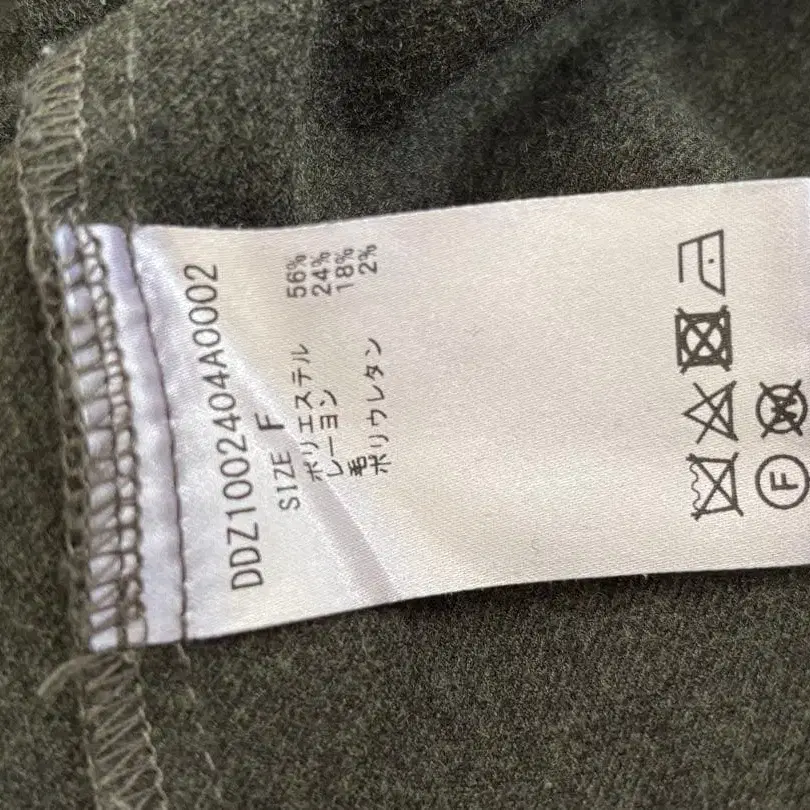 DDZ1002404A0002
SIZE F
ポリエステル 56%
レーヨン 24%
毛 18%
ポリウレタン 2%
F W